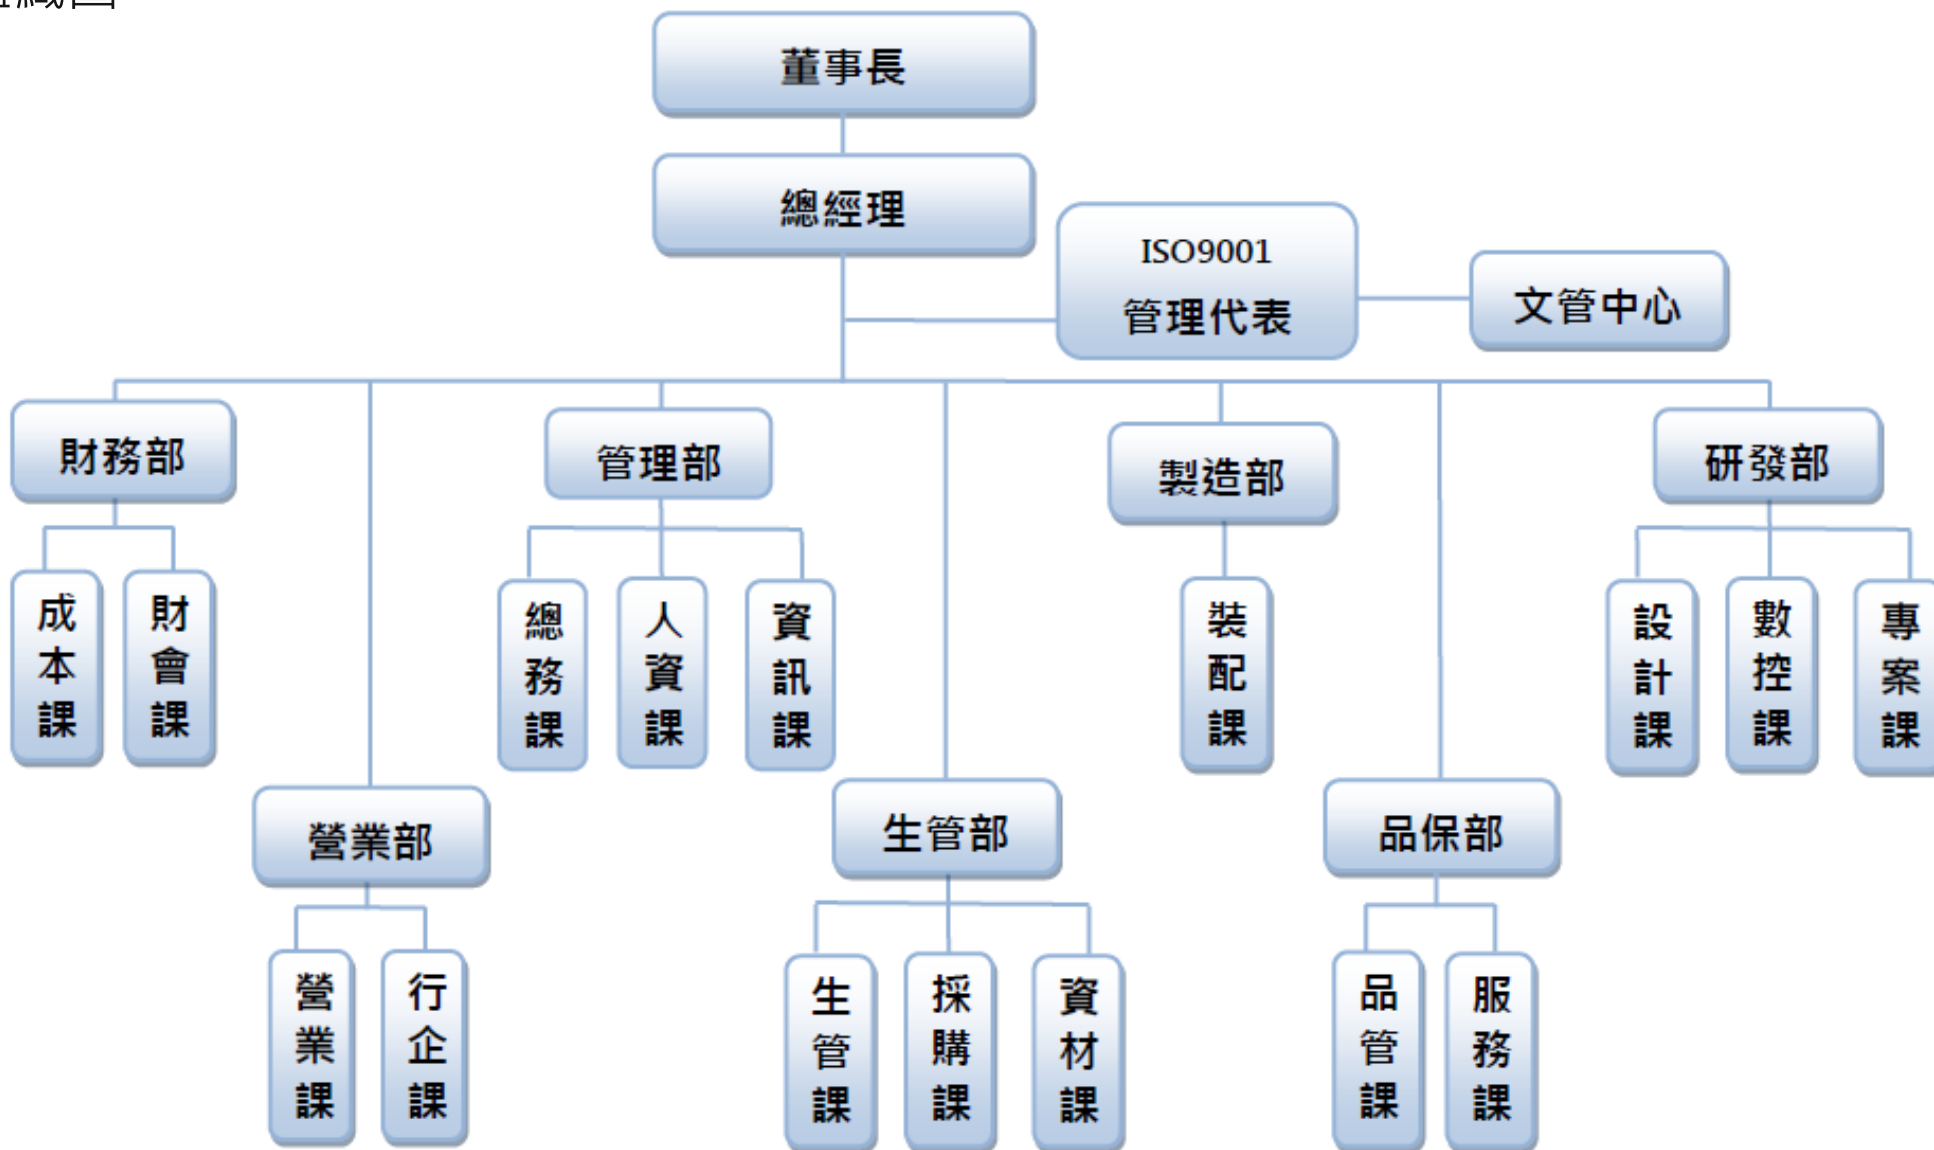 織圖
董事長
總經理
ISO9001
管理代表
文管中心
財務部
管理部
製造部
研發部
成本課
財會課
總務課
人資課
資訊課
裝配課
設計課
數控課
專案課
營業部
生管部
品保部
營業課
行企課
生管課
採購課
資材課
品管課
服務課